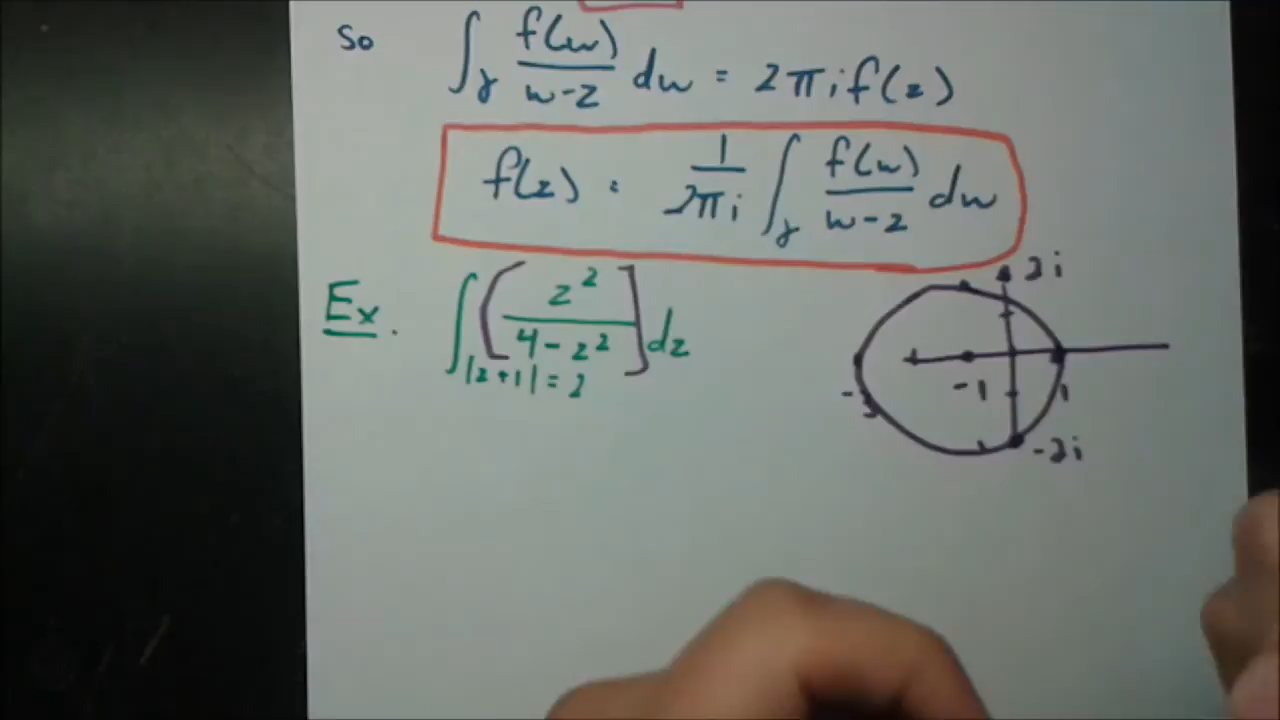 So ∫_γ f(w)/(w-z) dw = 2πi f(z)
f(z) = 1/(2πi) ∫_γ f(w)/(w-z) dw
Ex. ∫_{|z+1|=2} [z²/(4-z²)] dz
2i
-3 -1 1
-2i